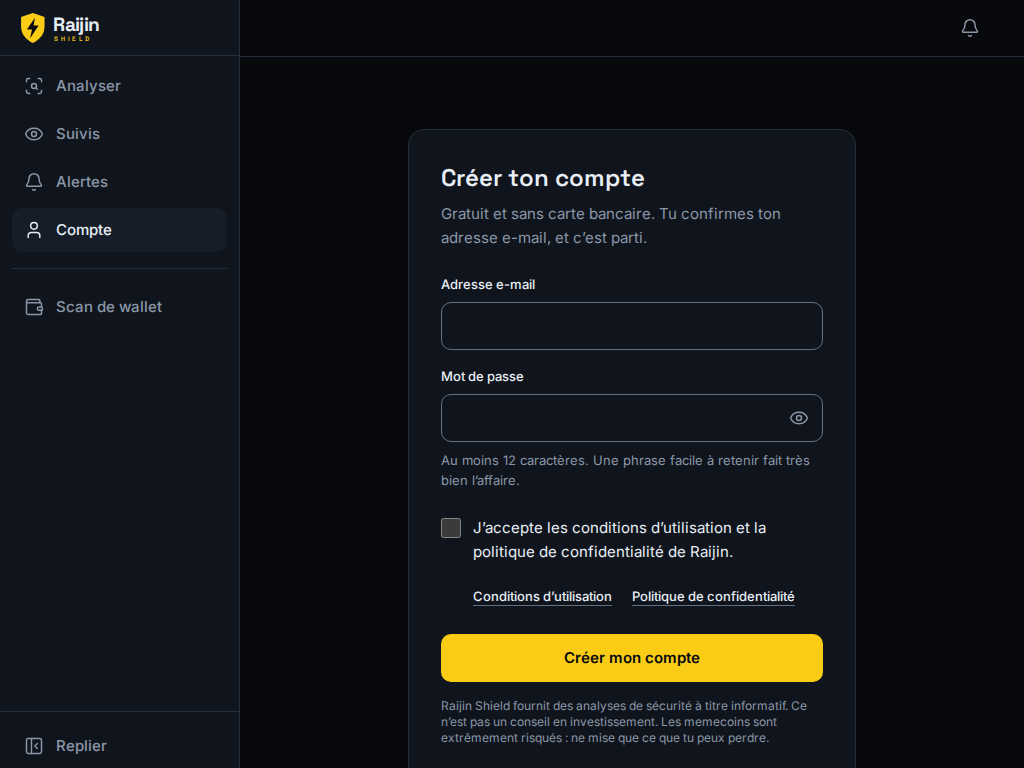 Raijin
SHIELD
Analyser
Suivis
Alertes
Compte
Scan de wallet
Replier
Créer ton compte
Gratuit et sans carte bancaire. Tu confirmes ton
adresse e-mail, et c’est parti.
Adresse e-mail
Mot de passe
Au moins 12 caractères. Une phrase facile à retenir fait très
bien l’affaire.
J’accepte les conditions d’utilisation et la
politique de confidentialité de Raijin.
Conditions d’utilisation Politique de confidentialité
Créer mon compte
Raijin Shield fournit des analyses de sécurité à titre informatif. Ce
n’est pas un conseil en investissement. Les memecoins sont
extrêmement risqués : ne mise que ce que tu peux perdre.